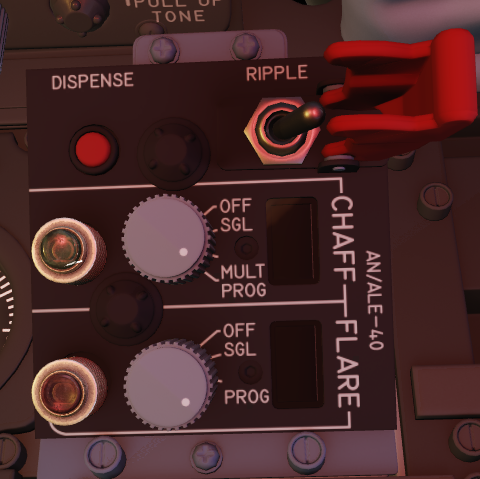 PULL UP
TONE
DISPENSE
RIPPLE
OFF
SGL
MULT
PROG
CHAFF
OFF
SGL
PROG
FLARE
AN/ALE-40